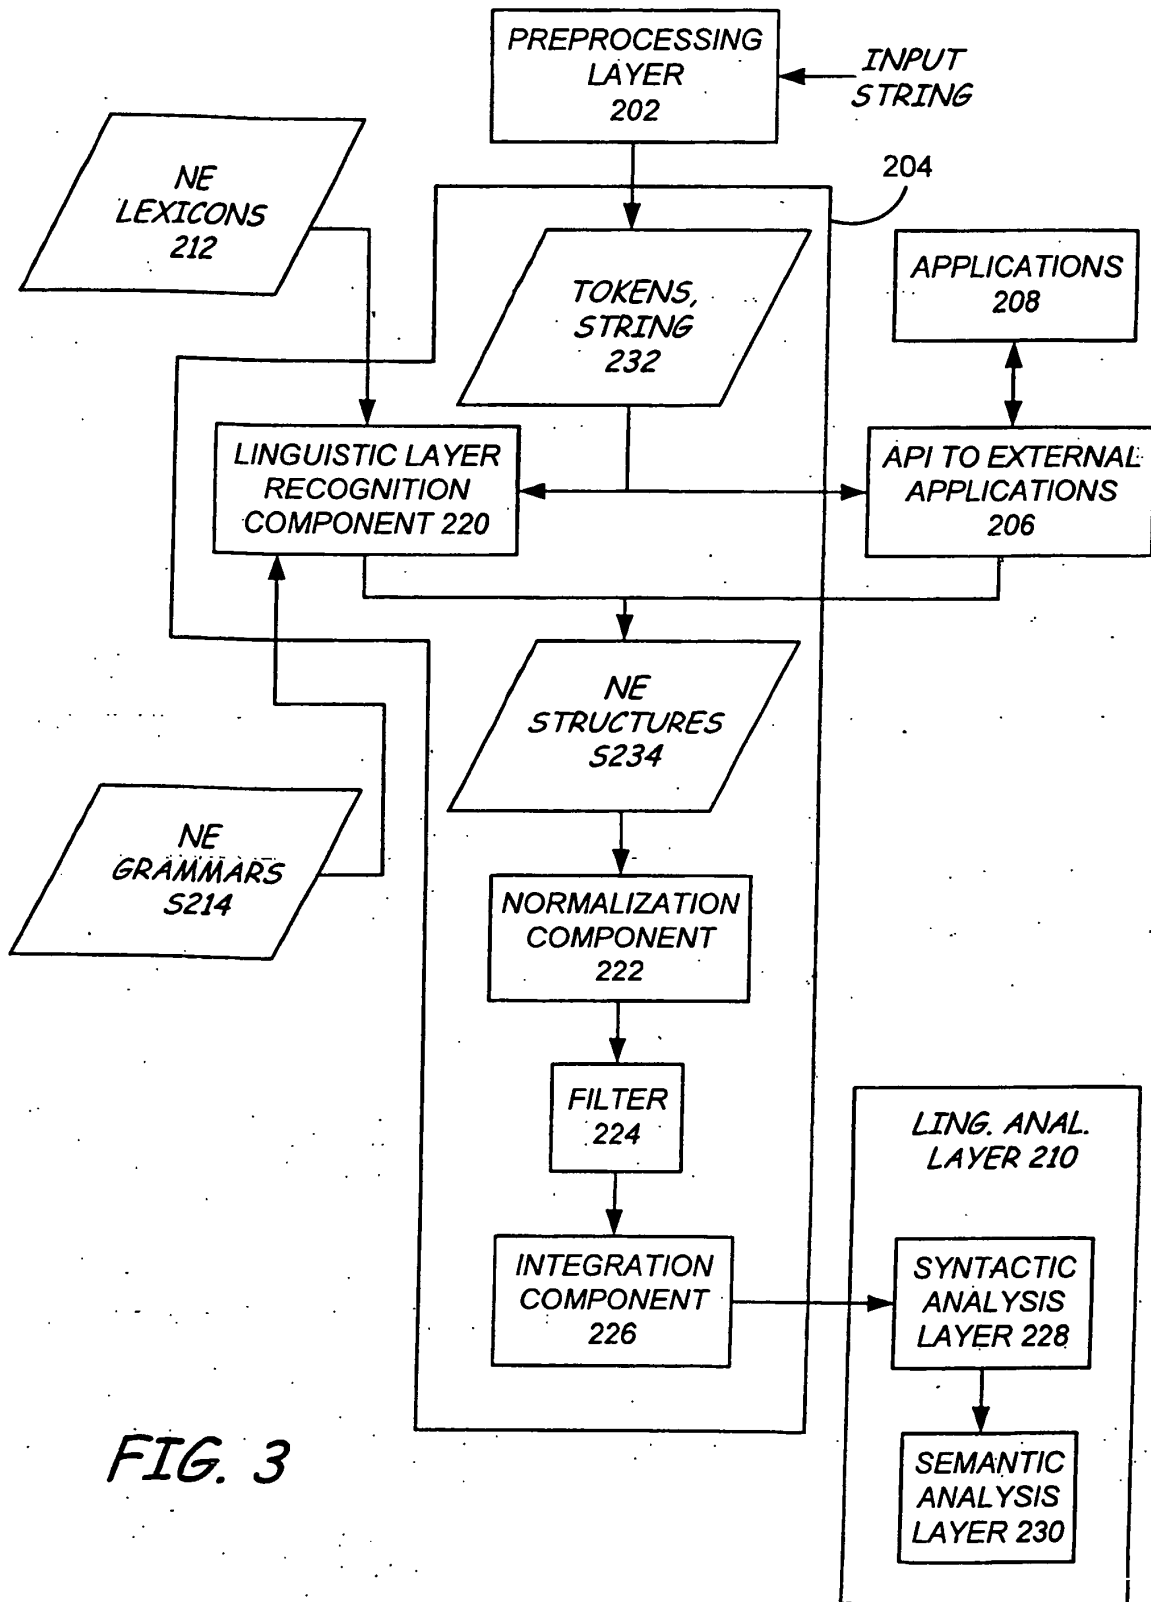 PREPROCESSING
LAYER
202
INPUT
STRING
204
NE
LEXICONS
212
TOKENS,
STRING
232
APPLICATIONS
208
LINGUISTIC LAYER
RECOGNITION
COMPONENT 220
API TO EXTERNAL
APPLICATIONS
206
NE
STRUCTURES
S234
NE
GRAMMARS
S214
NORMALIZATION
COMPONENT
222
FILTER
224
LING. ANAL.
LAYER 210
INTEGRATION
COMPONENT
226
SYNTACTIC
ANALYSIS
LAYER 228
SEMANTIC
ANALYSIS
LAYER 230
FIG. 3